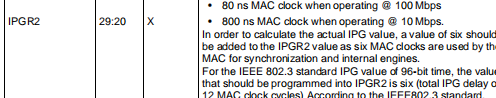 • 80 ns MAC clock when operating @ 100 Mbps
IPGR2 29:20 X • 800 ns MAC clock when operating @ 10 Mbps.
In order to calculate the actual IPG value, a value of six should
be added to the IPGR2 value as six MAC clocks are used by the
MAC for synchronization and internal engines.
For the IEEE 802.3 standard IPG value of 96-bit time, the value
that should be programmed into IPGR2 is six (total IPG delay of
12 MAC clock cycles) According to the IEEE802.3 standard